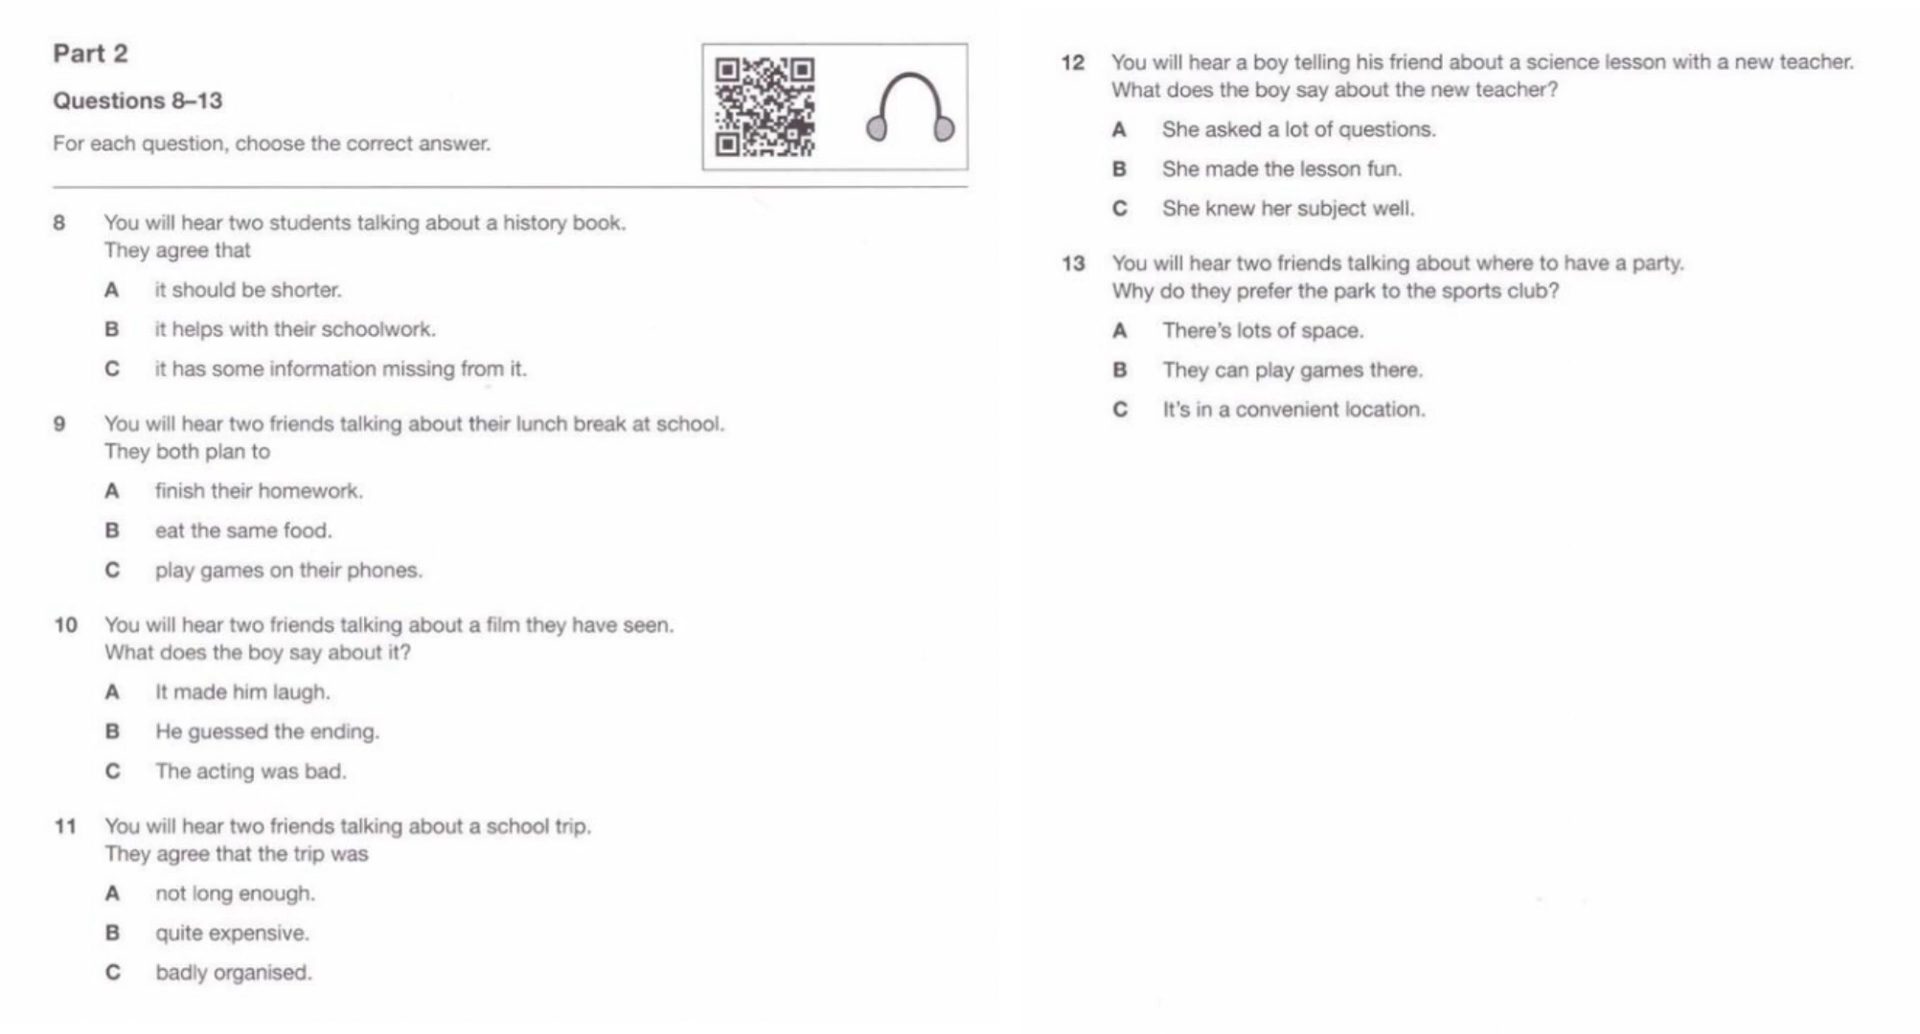 Part 2
Questions 8–13
For each question, choose the correct answer.
8 You will hear two students talking about a history book.
They agree that
A it should be shorter.
B it helps with their schoolwork.
C it has some information missing from it.
9 You will hear two friends talking about their lunch break at school.
They both plan to
A finish their homework.
B eat the same food.
C play games on their phones.
10 You will hear two friends talking about a film they have seen.
What does the boy say about it?
A It made him laugh.
B He guessed the ending.
C The acting was bad.
11 You will hear two friends talking about a school trip.
They agree that the trip was
A not long enough.
B quite expensive.
C badly organised.
12 You will hear a boy telling his friend about a science lesson with a new teacher.
What does the boy say about the new teacher?
A She asked a lot of questions.
B She made the lesson fun.
C She knew her subject well.
13 You will hear two friends talking about where to have a party.
Why do they prefer the park to the sports club?
A There's lots of space.
B They can play games there.
C It's in a convenient location.